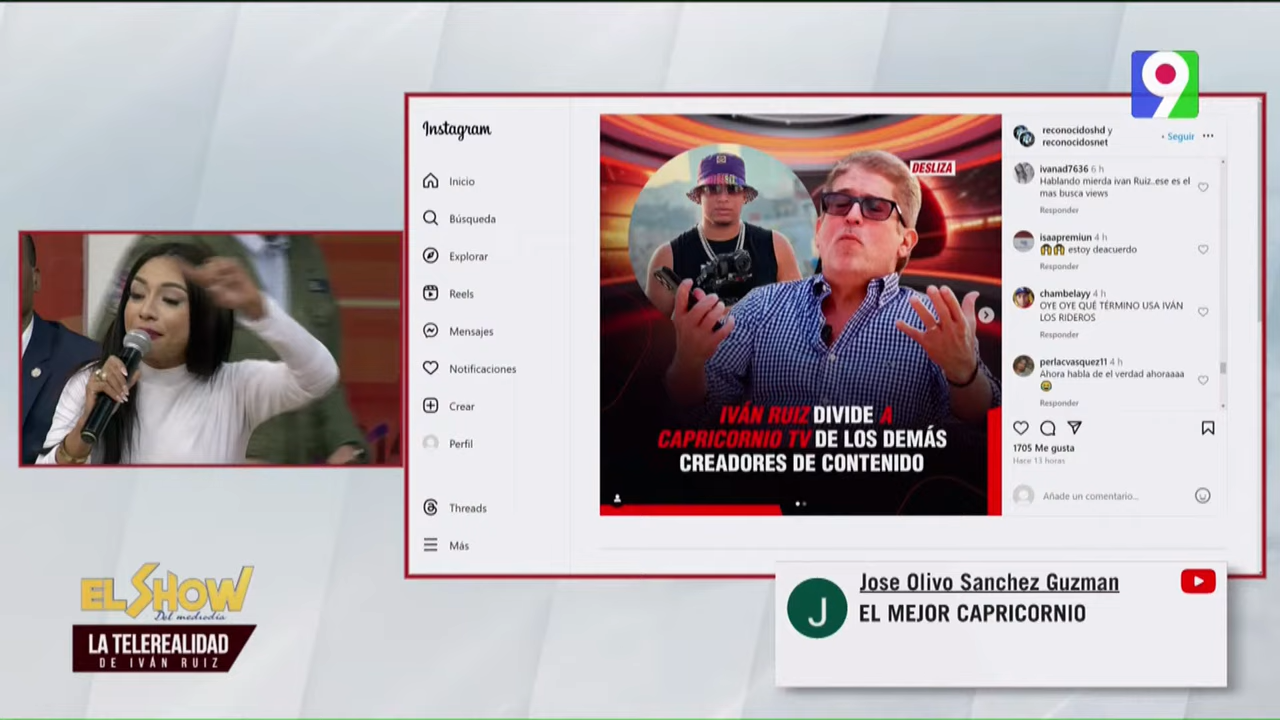 9
Instagram
Inicio
Búsqueda
Explorar
Reels
Mensajes
Notificaciones
Crear
Perfil
Threads
Más
DESLIZA
IVÁN RUIZ DIVIDE A
CAPRICORNIO TV DE LOS DEMÁS
CREADORES DE CONTENIDO
reconocidoshd y
reconocidosnet
• Seguir
ivanad7636 6 h
Hablando mierda ivan Ruiz..ese es el
mas busca views
Responder
isaapremiun 4 h
estoy deacuerdo
Responder
chambelayy 4 h
OYE OYE QUÉ TÉRMINO USA IVÁN
LOS RIDEROS
Responder
perlacvasquez11 4 h
Ahora habla de el verdad ahoraaaa
Responder
1705 Me gusta
Hace 13 horas
Añade un comentario...
EL SHOW
Del mediodía
LA TELEREALIDAD
DE IVÁN RUIZ
J
Jose Olivo Sanchez Guzman
EL MEJOR CAPRICORNIO